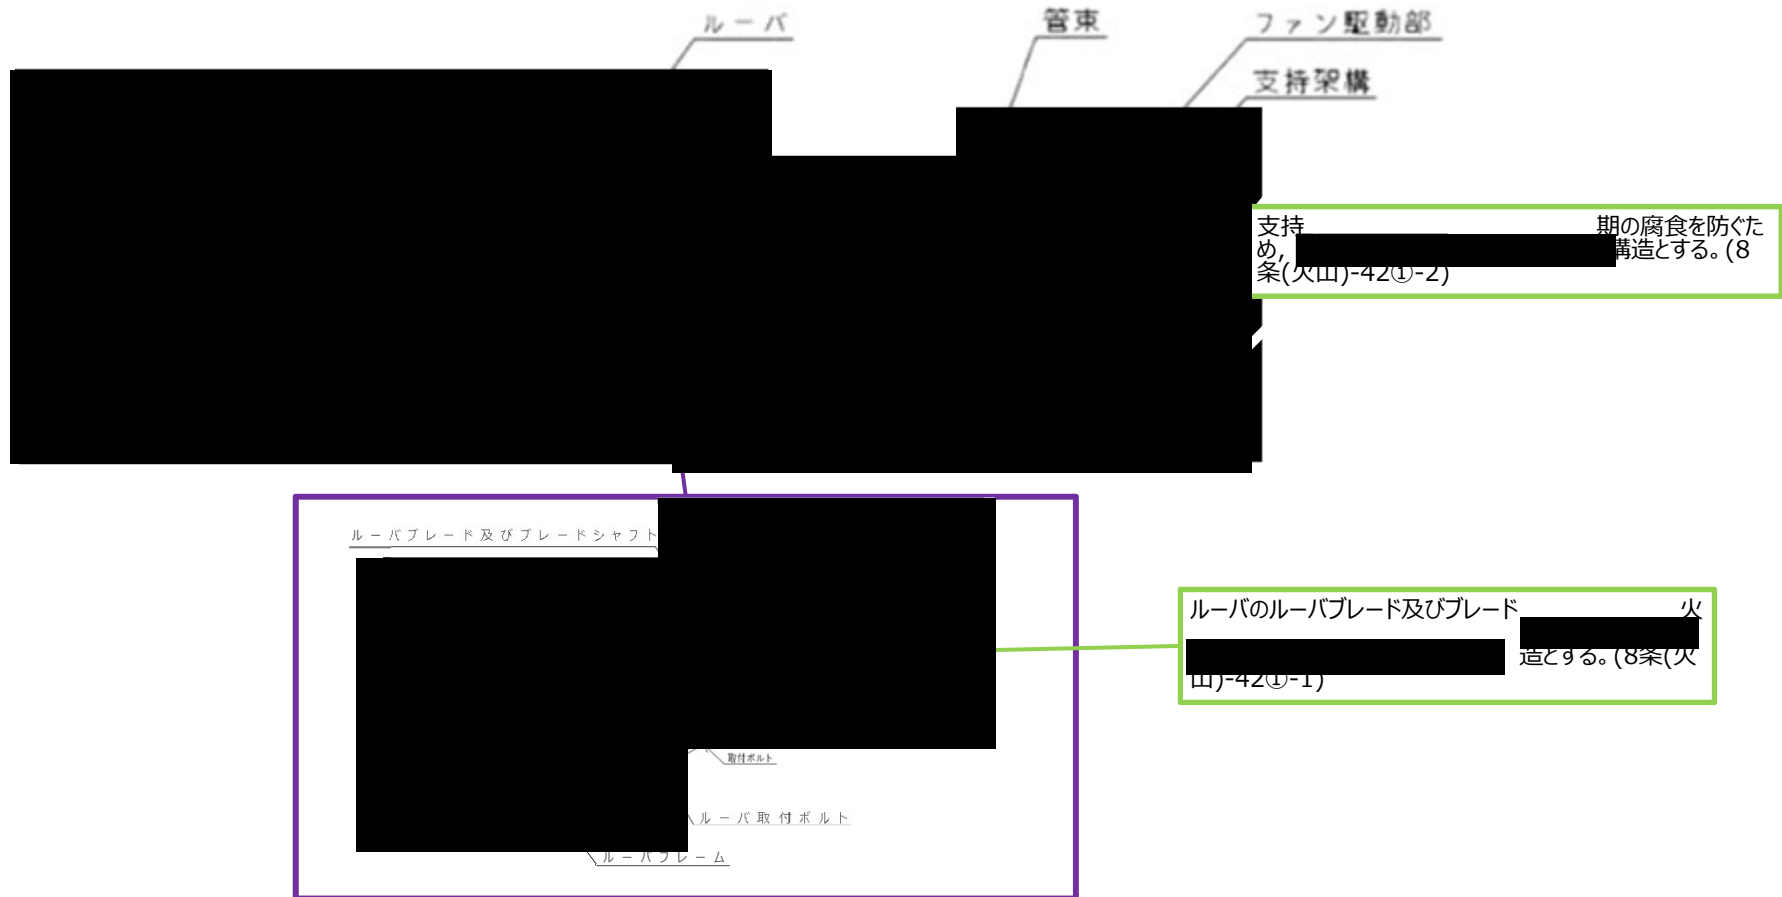 ルーバ
管束
ファン駆動部
支持架構
支持 期の腐食を防ぐた
め, 構造とする。(8
条(火山)-42①-2)
ルーバブレード及びブレードシャフト
ルーバのルーバブレード及びブレード 火
造とする。(8条(火
山)-42①-1)
取付ボルト
ルーバ取付ボルト
ルーバフレーム